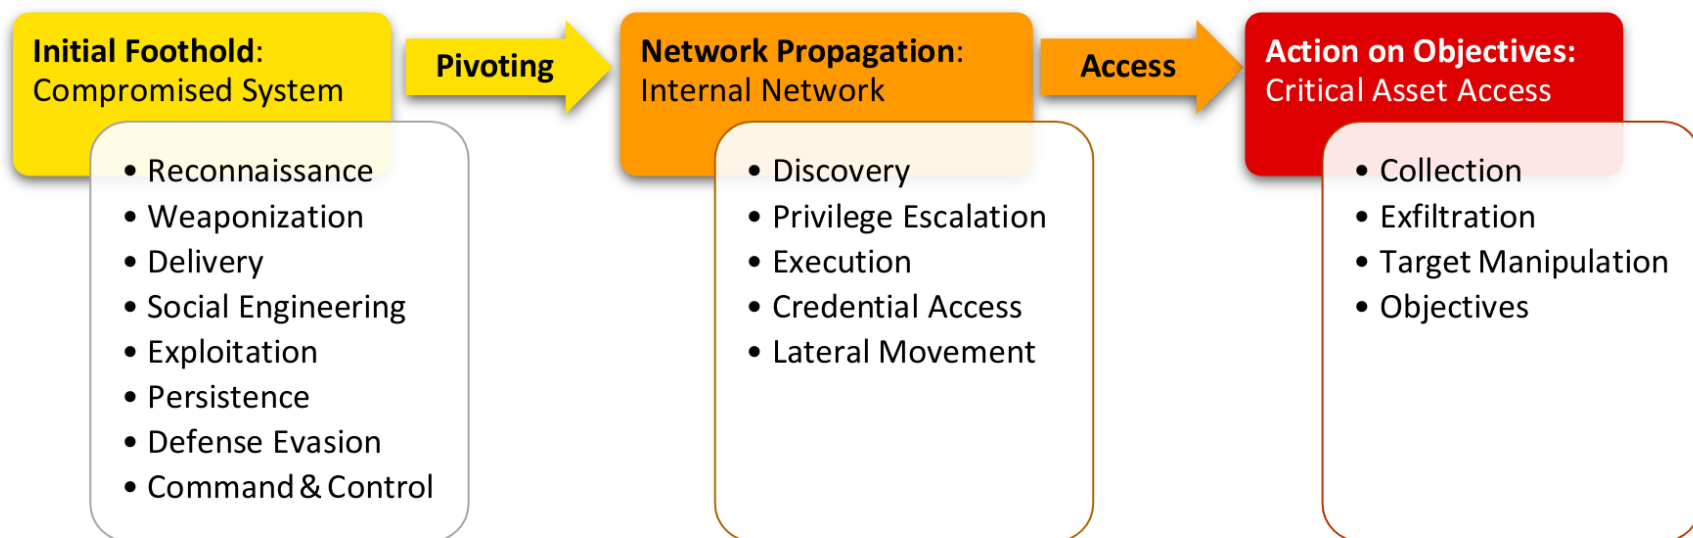 Initial Foothold:
Compromised System
• Reconnaissance
• Weaponization
• Delivery
• Social Engineering
• Exploitation
• Persistence
• Defense Evasion
• Command & Control
Pivoting
Network Propagation:
Internal Network
• Discovery
• Privilege Escalation
• Execution
• Credential Access
• Lateral Movement
Access
Action on Objectives:
Critical Asset Access
• Collection
• Exfiltration
• Target Manipulation
• Objectives